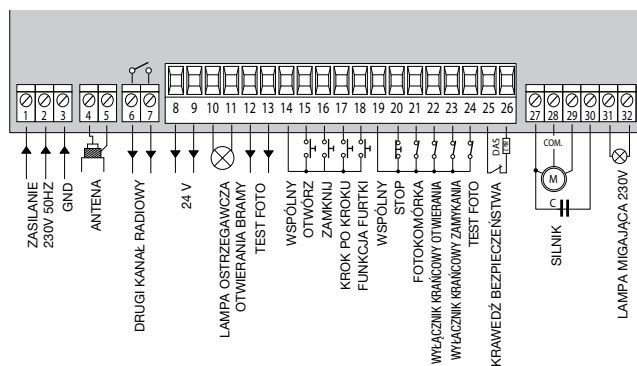 1 2 3 4 5 6 7 8 9 10 11 12 13 14 15 16 17 18 19 20 21 22 23 24 25 26 27 28 29 30 31 32
ZASILANIE
230V 50HZ
GND
ANTENA
DRUGI KANAŁ RADIOWY
24 V
LAMPA OSTRZEGAWCZA
OTWIERANIA BRAMY
TEST FOTO
WSPÓLNY
OTWÓRZ
ZAMKNIJ
KROK PO KROKU
FUNKCJA FURTKI
WSPÓLNY
STOP
FOTOKOMÓRKA
WYŁĄCZNIK KRAŃCOWY OTWIERANIA
WYŁACZNIK KRAŃCOWY ZAMYKANIA
TEST FOTO
KRAWEDŹ BEZPIECZEŃSTWA
DAS
8K2
COM.
M
C
SILNIK
LAMPA MIGAJĄCA 230V